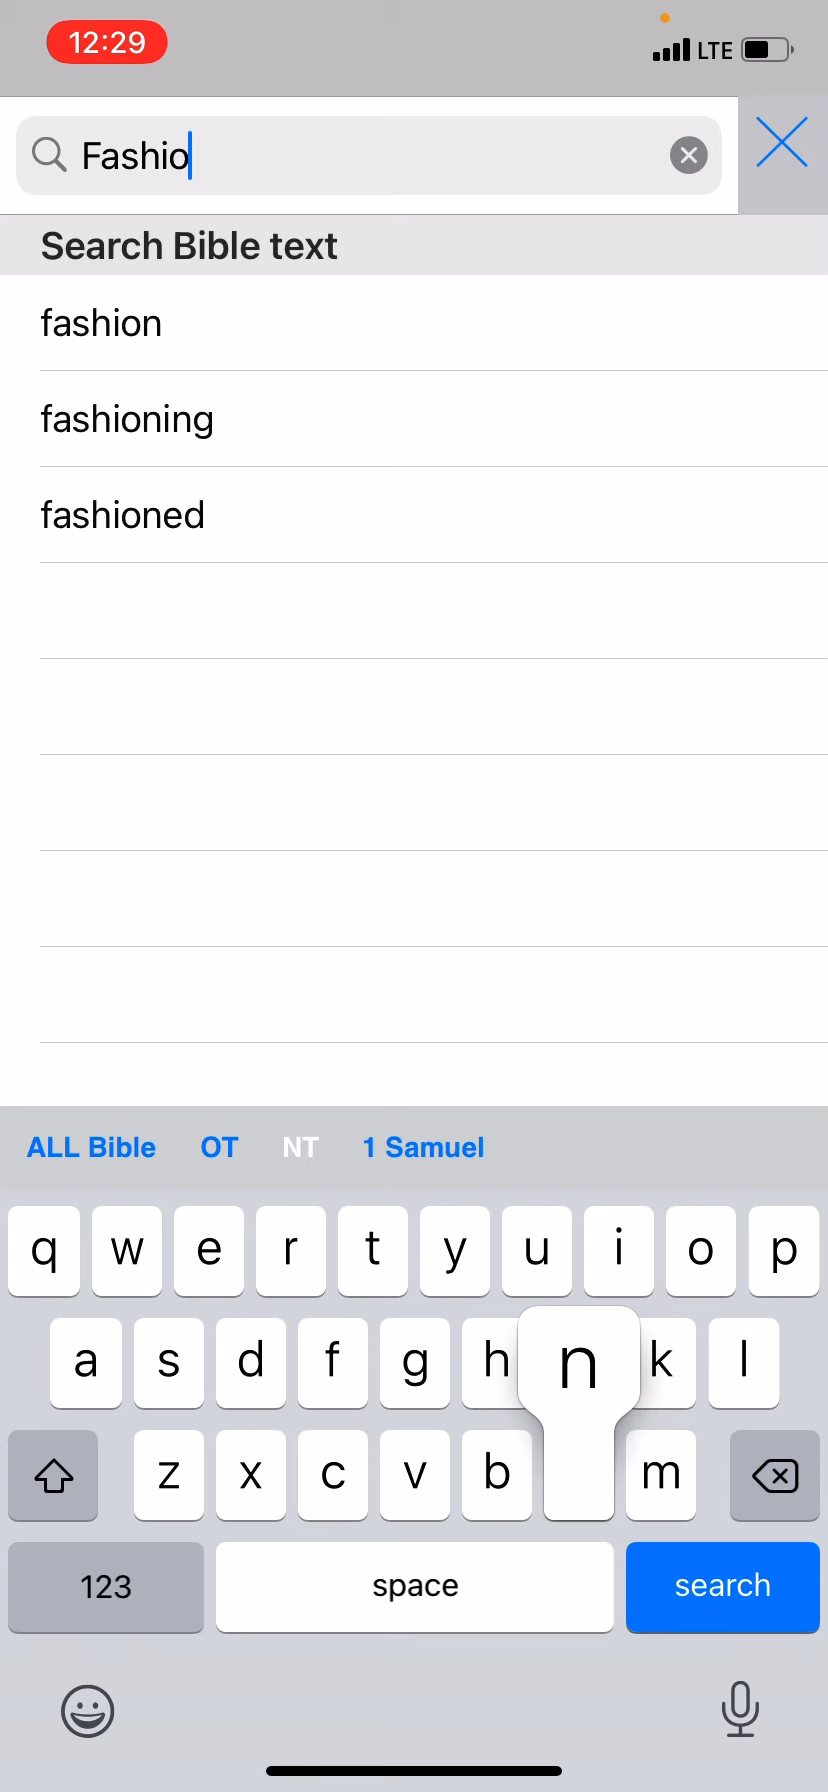 12:29 LTE
Fashio
Search Bible text
fashion
fashioning
fashioned
ALL Bible OT NT 1 Samuel
q w e r t y u i o p
a s d f g h n k l
z x c v b m
123 space search